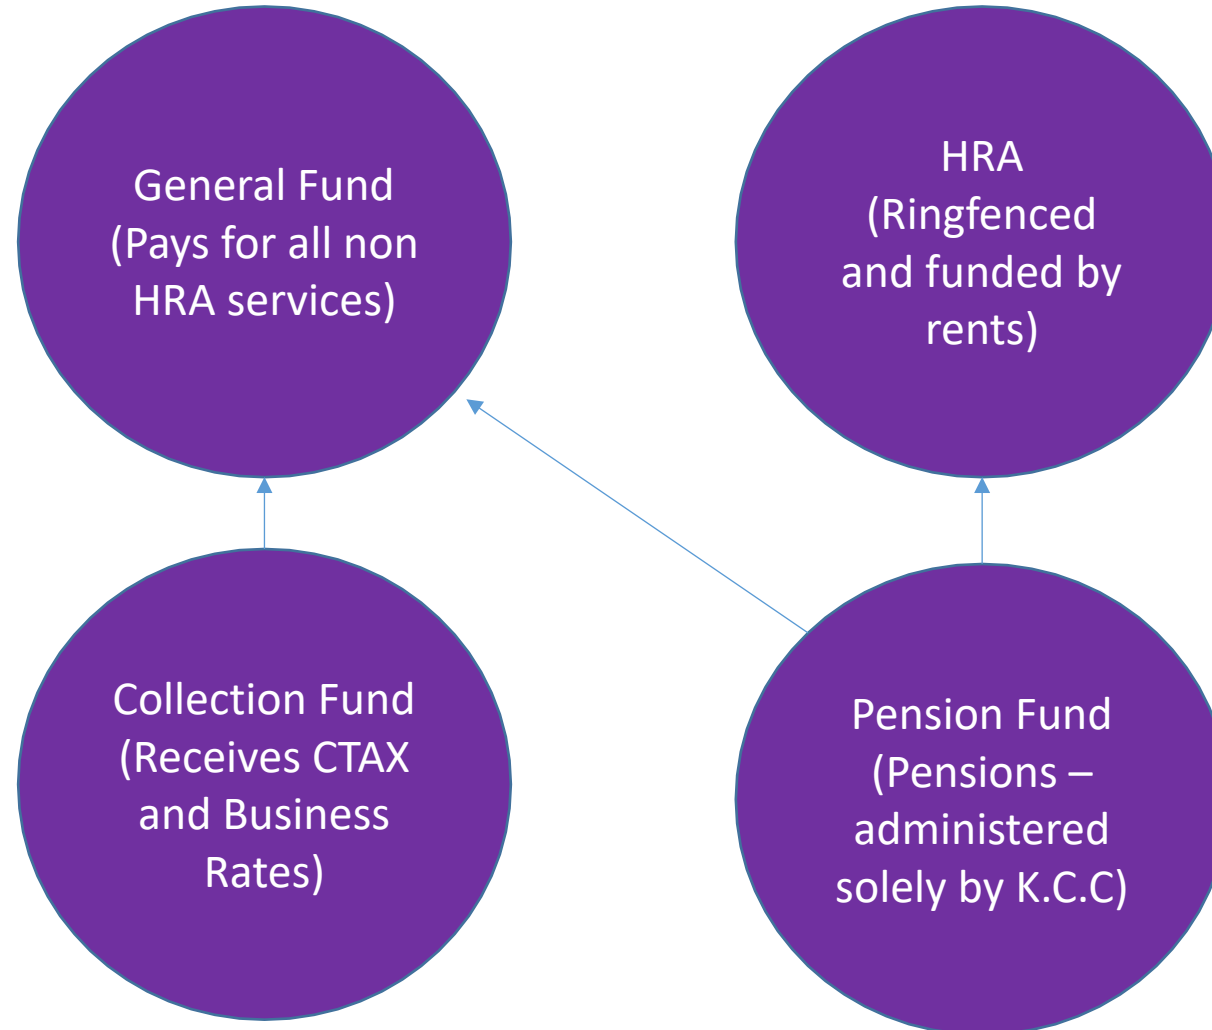 General Fund
(Pays for all non
HRA services)
HRA
(Ringfenced
and funded by
rents)
Collection Fund
(Receives CTAX
and Business
Rates)
Pension Fund
(Pensions –
administered
solely by K.C.C)